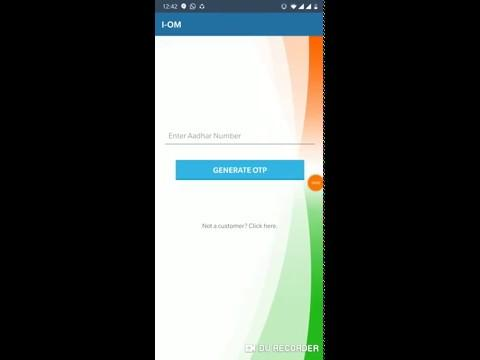 12:42
I-OM
Enter Aadhar Number
GENERATE OTP
Not a customer? Click here.
DU RECORDER